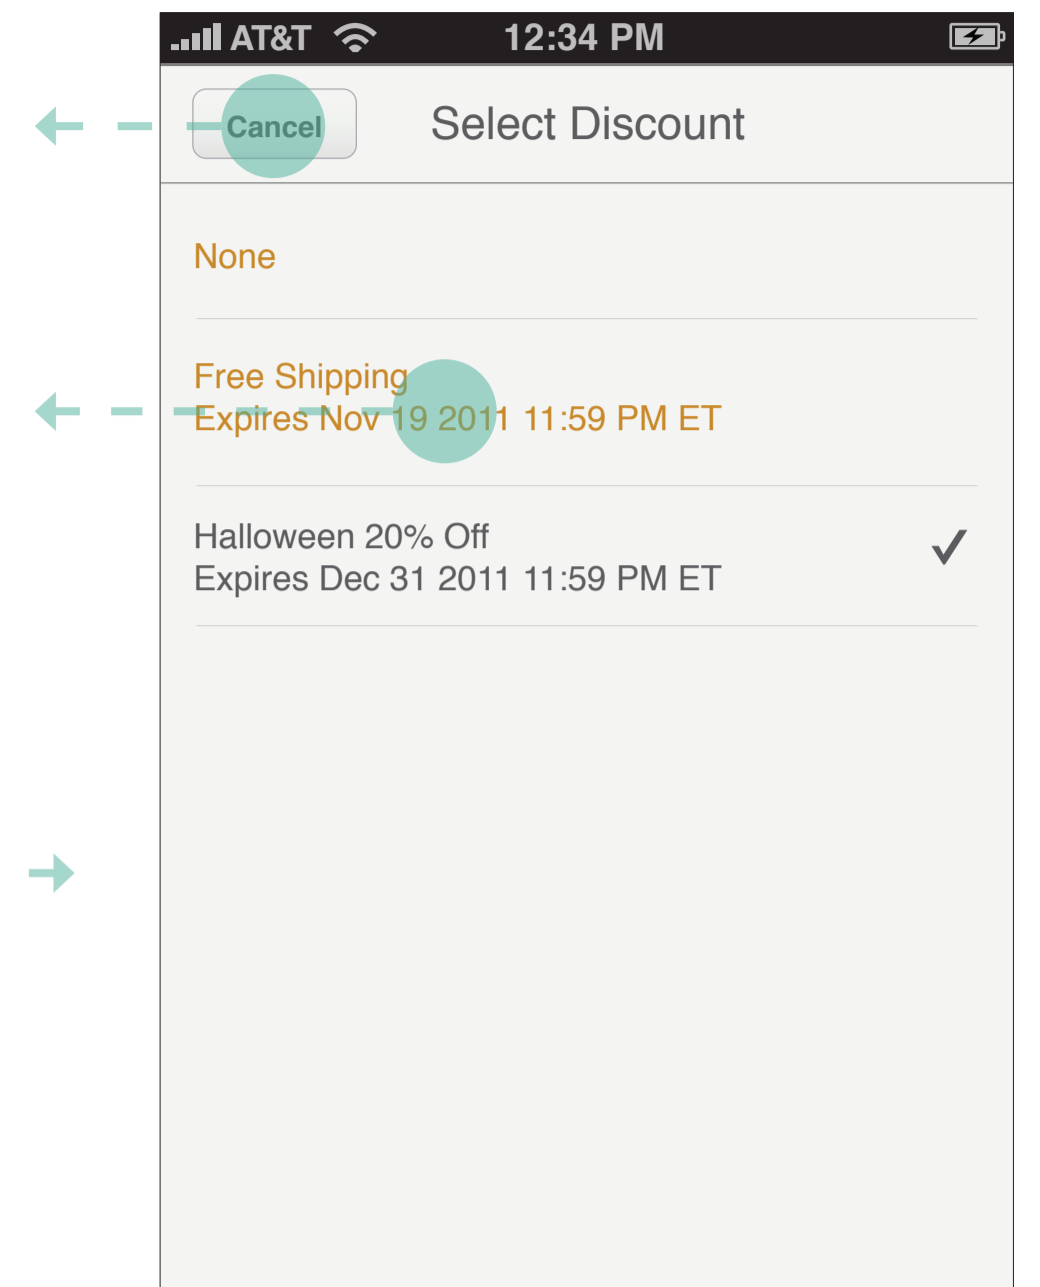 AT&T 12:34 PM
Cancel Select Discount
None
Free Shipping
Expires Nov 19 2011 11:59 PM ET
Halloween 20% Off
Expires Dec 31 2011 11:59 PM ET